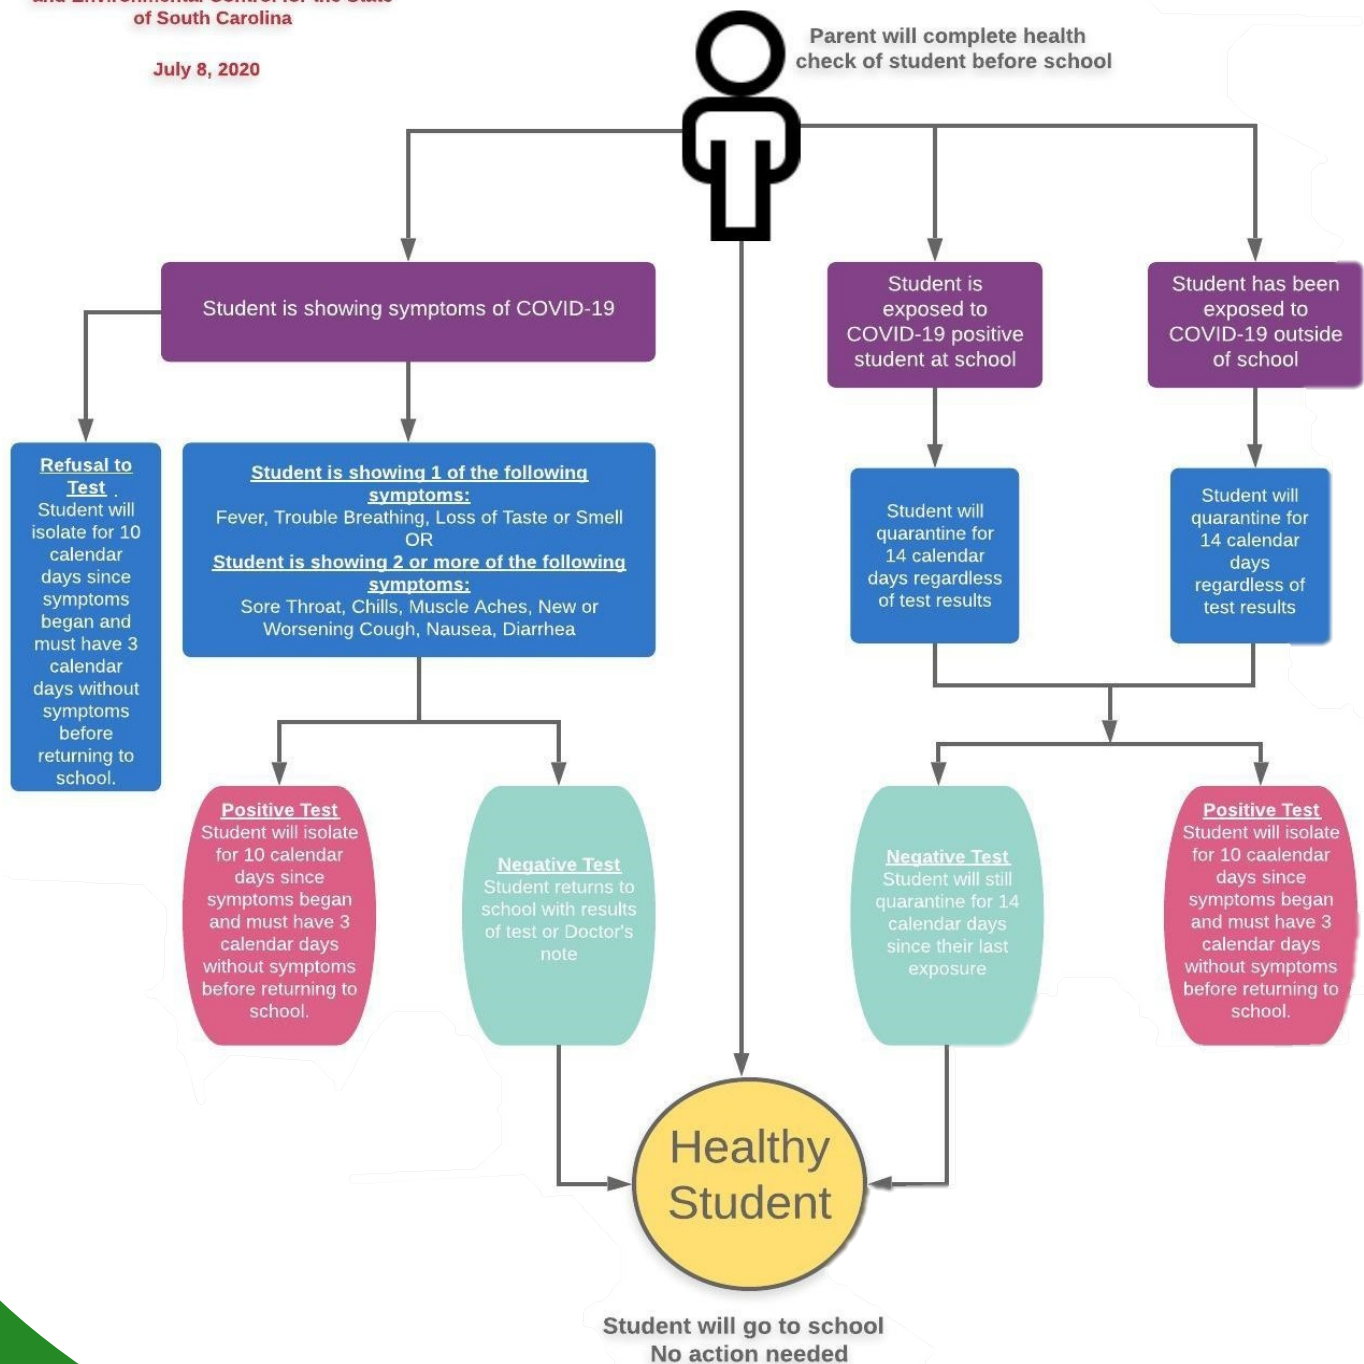 and Environmental Control for the State
of South Carolina
July 8, 2020
Parent will complete health
check of student before school
Student is showing symptoms of COVID-19
Student is
exposed to
COVID-19 positive
student at school
Student has been
exposed to
COVID-19 outside
of school
Refusal to
Test .
Student will
isolate for 10
calendar
days since
symptoms
began and
must have 3
calendar
days without
symptoms
before
returning to
school.
Student is showing 1 of the following
symptoms:
Fever, Trouble Breathing, Loss of Taste or Smell
OR
Student is showing 2 or more of the following
symptoms:
Sore Throat, Chills, Muscle Aches, New or
Worsening Cough, Nausea, Diarrhea
Student will
quarantine for
14 calendar
days regardless
of test results
Student will
quarantine for
14 calendar
days
regardless of
test results
Positive Test
Student will isolate
for 10 calendar
days since
symptoms began
and must have 3
calendar days
without symptoms
before returning to
school.
Negative Test
Student returns to
school with results
of test or Doctor's
note
Negative Test
Student will still
quarantine for 14
calendar days
since their last
exposure
Positive Test
Student will isolate
for 10 caalendar
days since
symptoms began
and must have 3
calendar days
without symptoms
before returning to
school.
Healthy
Student
Student will go to school
No action needed